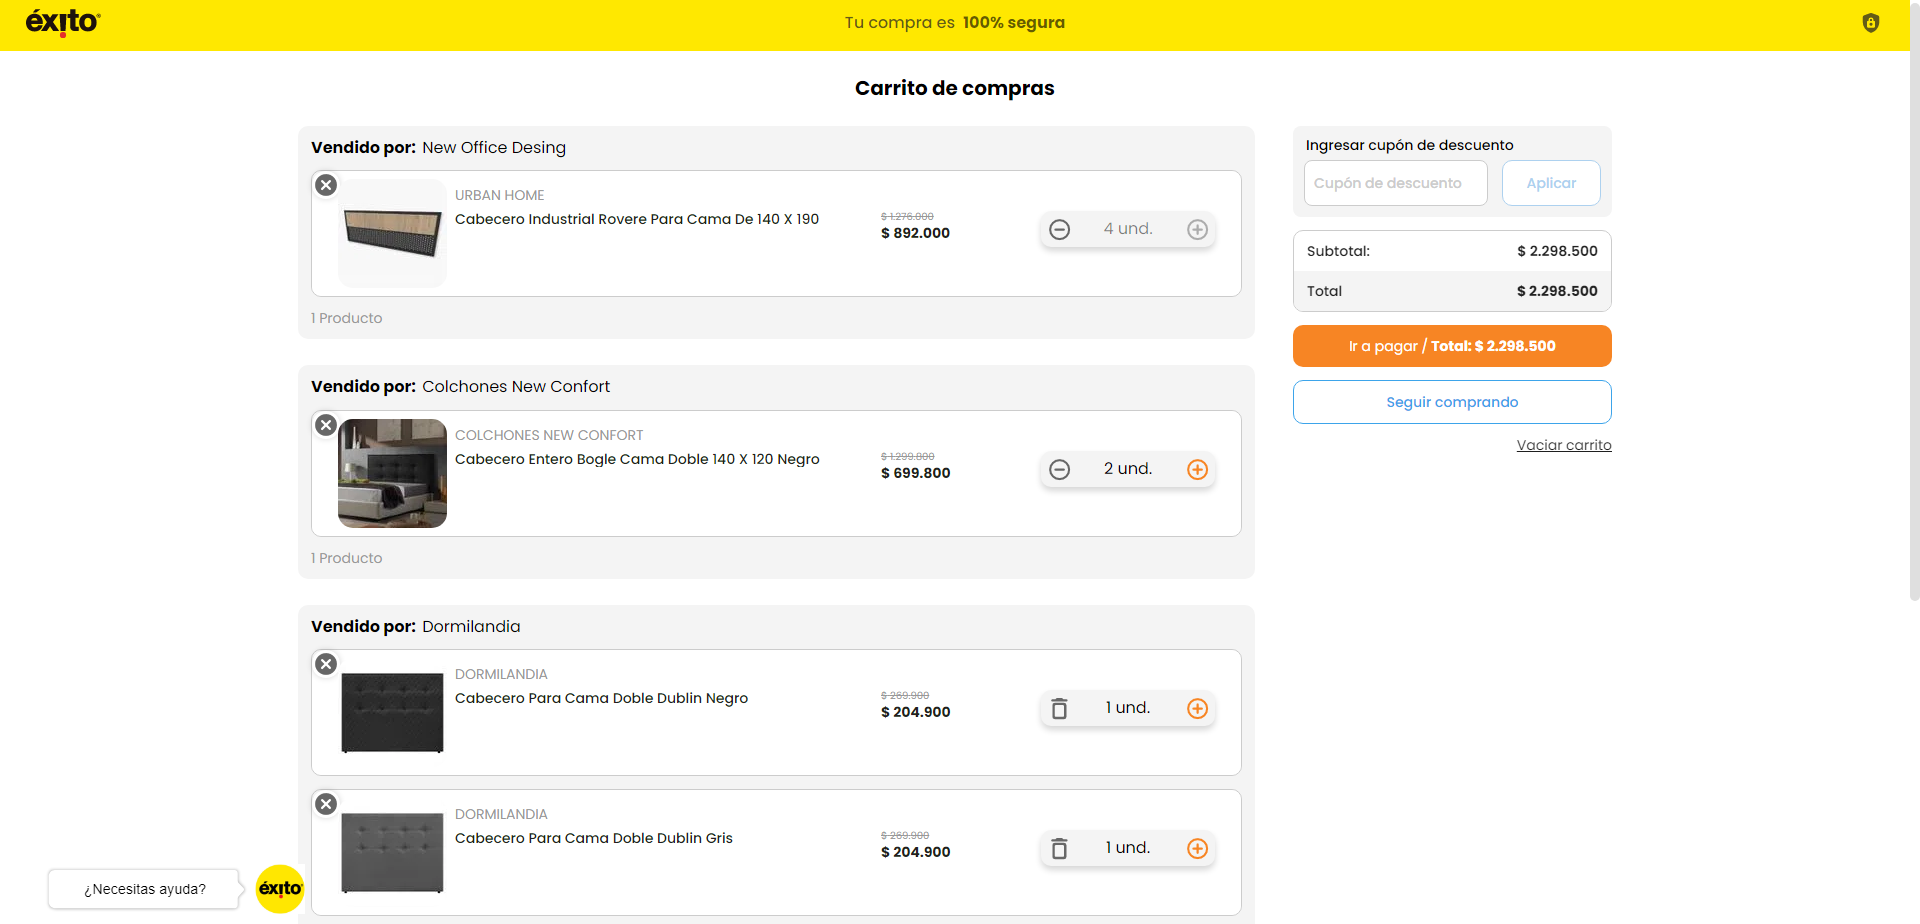 éxito
Tu compra es 100% segura
Carrito de compras
Vendido por: New Office Desing
URBAN HOME
Cabecero Industrial Rovere Para Cama De 140 X 190
$ 1.276.000
$ 892.000
4 und.
1 Producto
Vendido por: Colchones New Confort
COLCHONES NEW CONFORT
Cabecero Entero Bogle Cama Doble 140 X 120 Negro
$ 1.299.800
$ 699.800
2 und.
1 Producto
Vendido por: Dormilandia
DORMILANDIA
Cabecero Para Cama Doble Dublin Negro
$ 269.900
$ 204.900
1 und.
DORMILANDIA
Cabecero Para Cama Doble Dublin Gris
$ 269.900
$ 204.900
1 und.
Ingresar cupón de descuento
Cupón de descuento
Aplicar
Subtotal: $ 2.298.500
Total $ 2.298.500
Ir a pagar / Total: $ 2.298.500
Seguir comprando
Vaciar carrito
¿Necesitas ayuda?
éxito